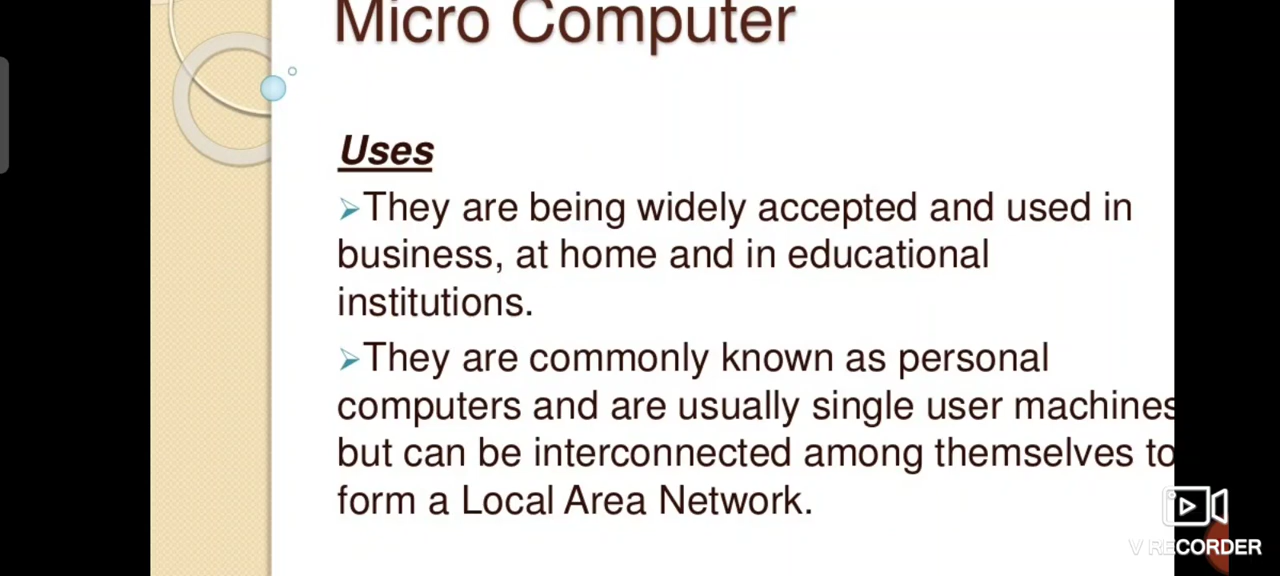 Micro Computer
Uses
➢They are being widely accepted and used in
business, at home and in educational
institutions.
➢They are commonly known as personal
computers and are usually single user machines
but can be interconnected among themselves to
form a Local Area Network.
V RECORDER